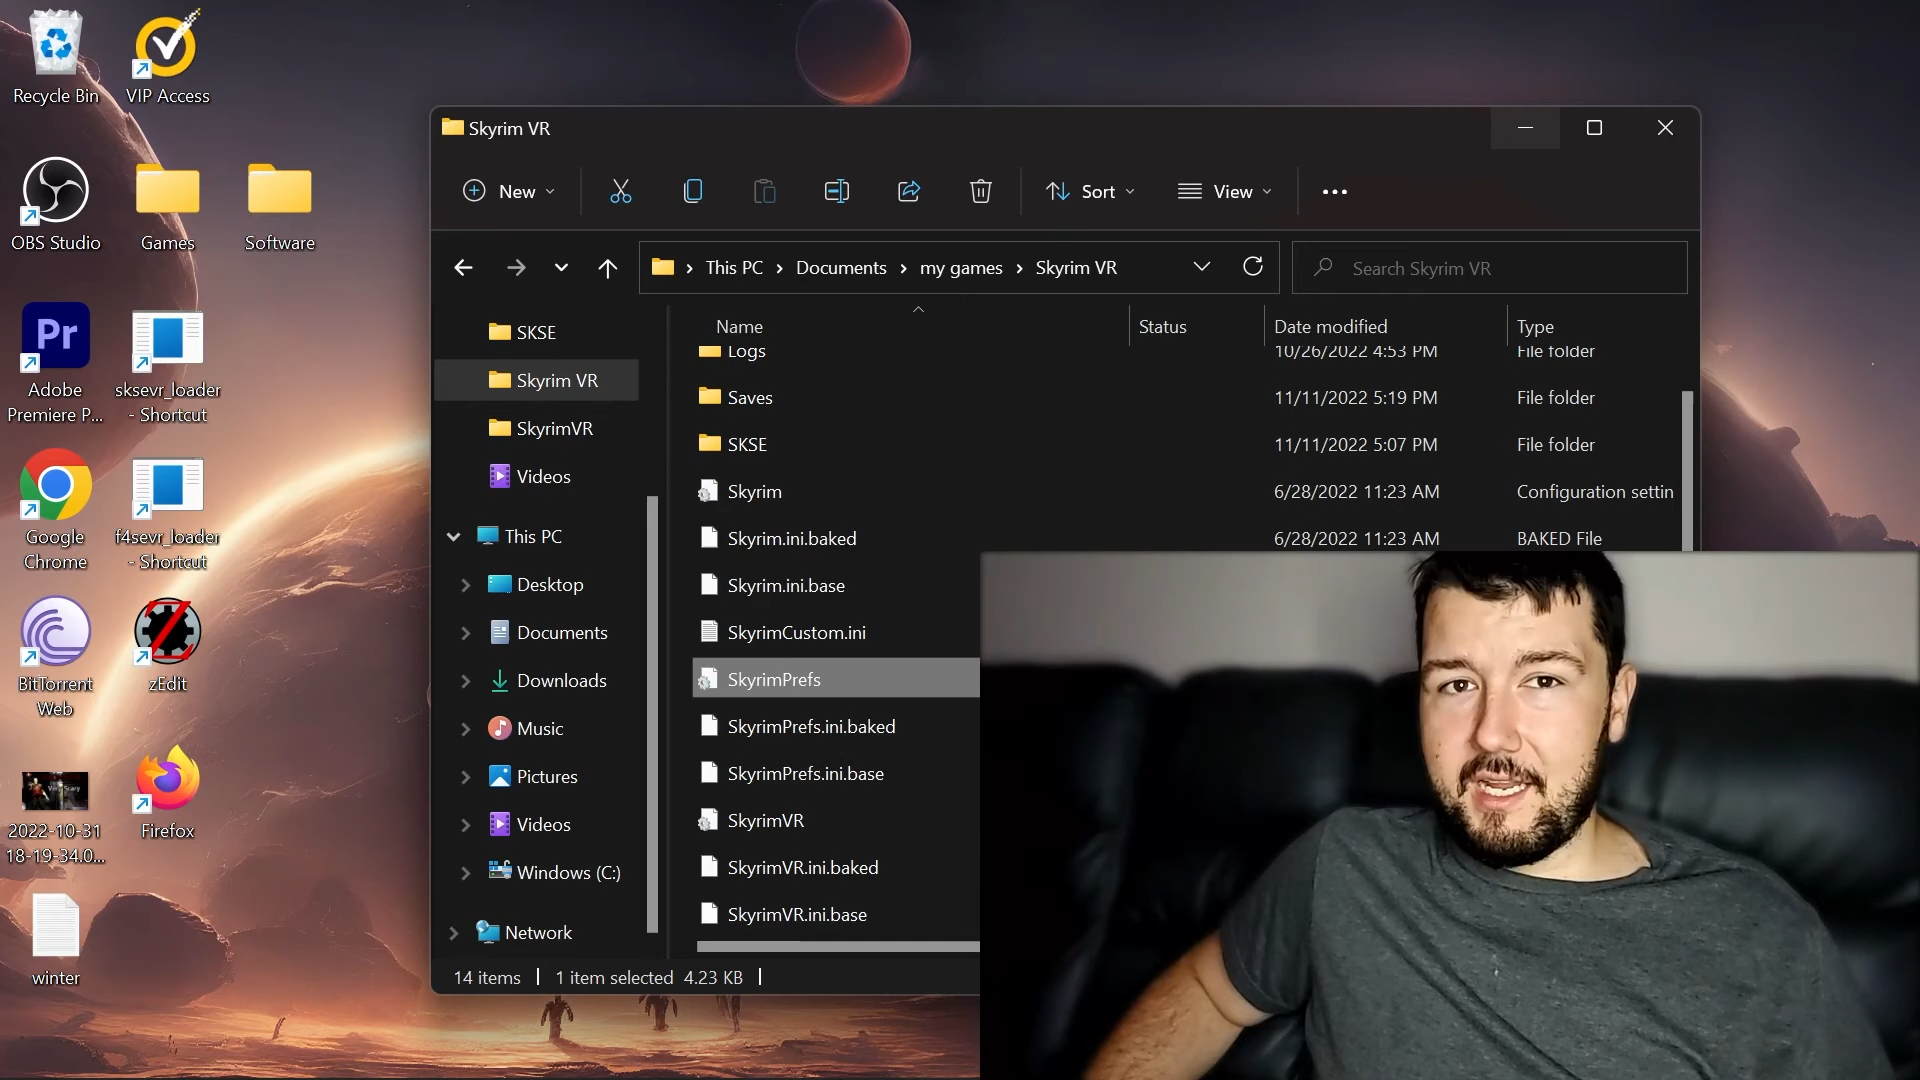 Recycle Bin
VIP Access
OBS Studio
Games
Software
Pr
Adobe
Premiere P...
sksevr_loader
- Shortcut
Google
Chrome
f4sevr_loader
- Shortcut
BitTorrent
Web
zEdit
2022-10-31
18-19-34.0...
Firefox
winter
Skyrim VR
New
Sort
View
This PC
Documents
my games
Skyrim VR
Search Skyrim VR
SKSE
Skyrim VR
SkyrimVR
Videos
This PC
Desktop
Documents
Downloads
Music
Pictures
Videos
Windows (C:)
Network
Name Status Date modified Type
Logs 10/26/2022 4:53 PM File folder
Saves 11/11/2022 5:19 PM File folder
SKSE 11/11/2022 5:07 PM File folder
Skyrim 6/28/2022 11:23 AM Configuration settin
Skyrim.ini.baked 6/28/2022 11:23 AM BAKED File
Skyrim.ini.base
SkyrimCustom.ini
SkyrimPrefs
SkyrimPrefs.ini.baked
SkyrimPrefs.ini.base
SkyrimVR
SkyrimVR.ini.baked
SkyrimVR.ini.base
14 items 1 item selected 4.23 KB